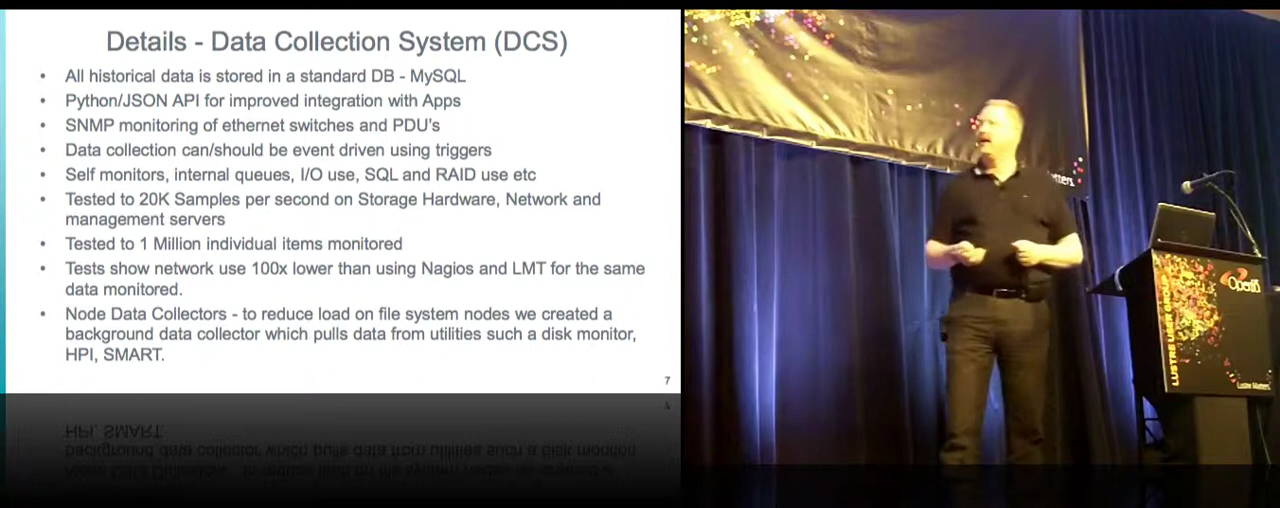 Details - Data Collection System (DCS)
• All historical data is stored in a standard DB - MySQL
• Python/JSON API for improved integration with Apps
• SNMP monitoring of ethernet switches and PDU's
• Data collection can/should be event driven using triggers
• Self monitors, internal queues, I/O use, SQL and RAID use etc
• Tested to 20K Samples per second on Storage Hardware, Network and
management servers
• Tested to 1 Million individual items monitored
• Tests show network use 100x lower than using Nagios and LMT for the same
data monitored.
• Node Data Collectors - to reduce load on file system nodes we created a
background data collector which pulls data from utilities such a disk monitor,
HPI, SMART.
7
LUSTRE USER GROUP
Lustre Matters